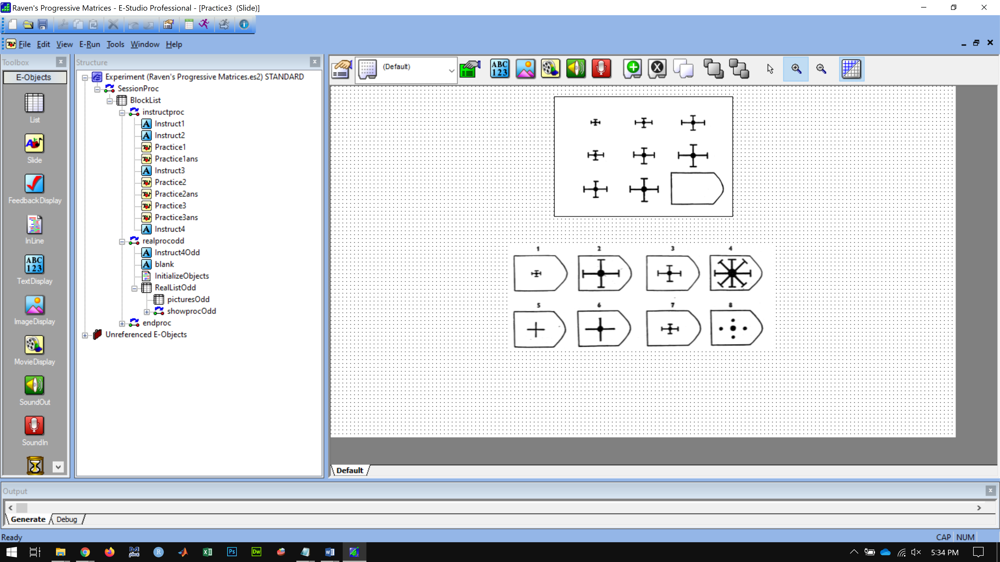 Raven's Progressive Matrices - E-Studio Professional - [Practice3 (Slide)]
File Edit View E-Run Tools Window Help
Toolbox
Structure
(Default)
ABC
123
E-Objects
List
Slide
FeedbackDisplay
InLine
ABC
123
TextDisplay
ImageDisplay
MovieDisplay
SoundOut
SoundIn
Experiment (Raven's Progressive Matrices.es2) STANDARD
SessionProc
BlockList
instructproc
Instruct1
Instruct2
Practice1
Practice1ans
Instruct3
Practice2
Practice2ans
Practice3
Practice3ans
Instruct4
realprocodd
Instruct4Odd
blank
InitializeObjects
RealListOdd
picturesOdd
showprocOdd
endproc
Unreferenced E-Objects
1 2 3 4
5 6 7 8
Default
Output
Generate Debug
Ready
CAP NUM
5:34 PM